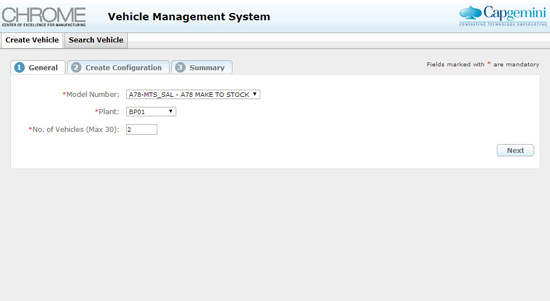 CHROME
CENTER OF EXCELLENCE FOR MANUFACTURING
Vehicle Management System
Capgemini
CONSULTING.TECHNOLOGY.OUTSOURCING
Create Vehicle Search Vehicle
1 General 2 Create Configuration 3 Summary
Fields marked with * are mandatory
*Model Number: A78-MTS_SAL - A78 MAKE TO STOCK
*Plant: BP01
*No. of Vehicles (Max 30): 2
Next